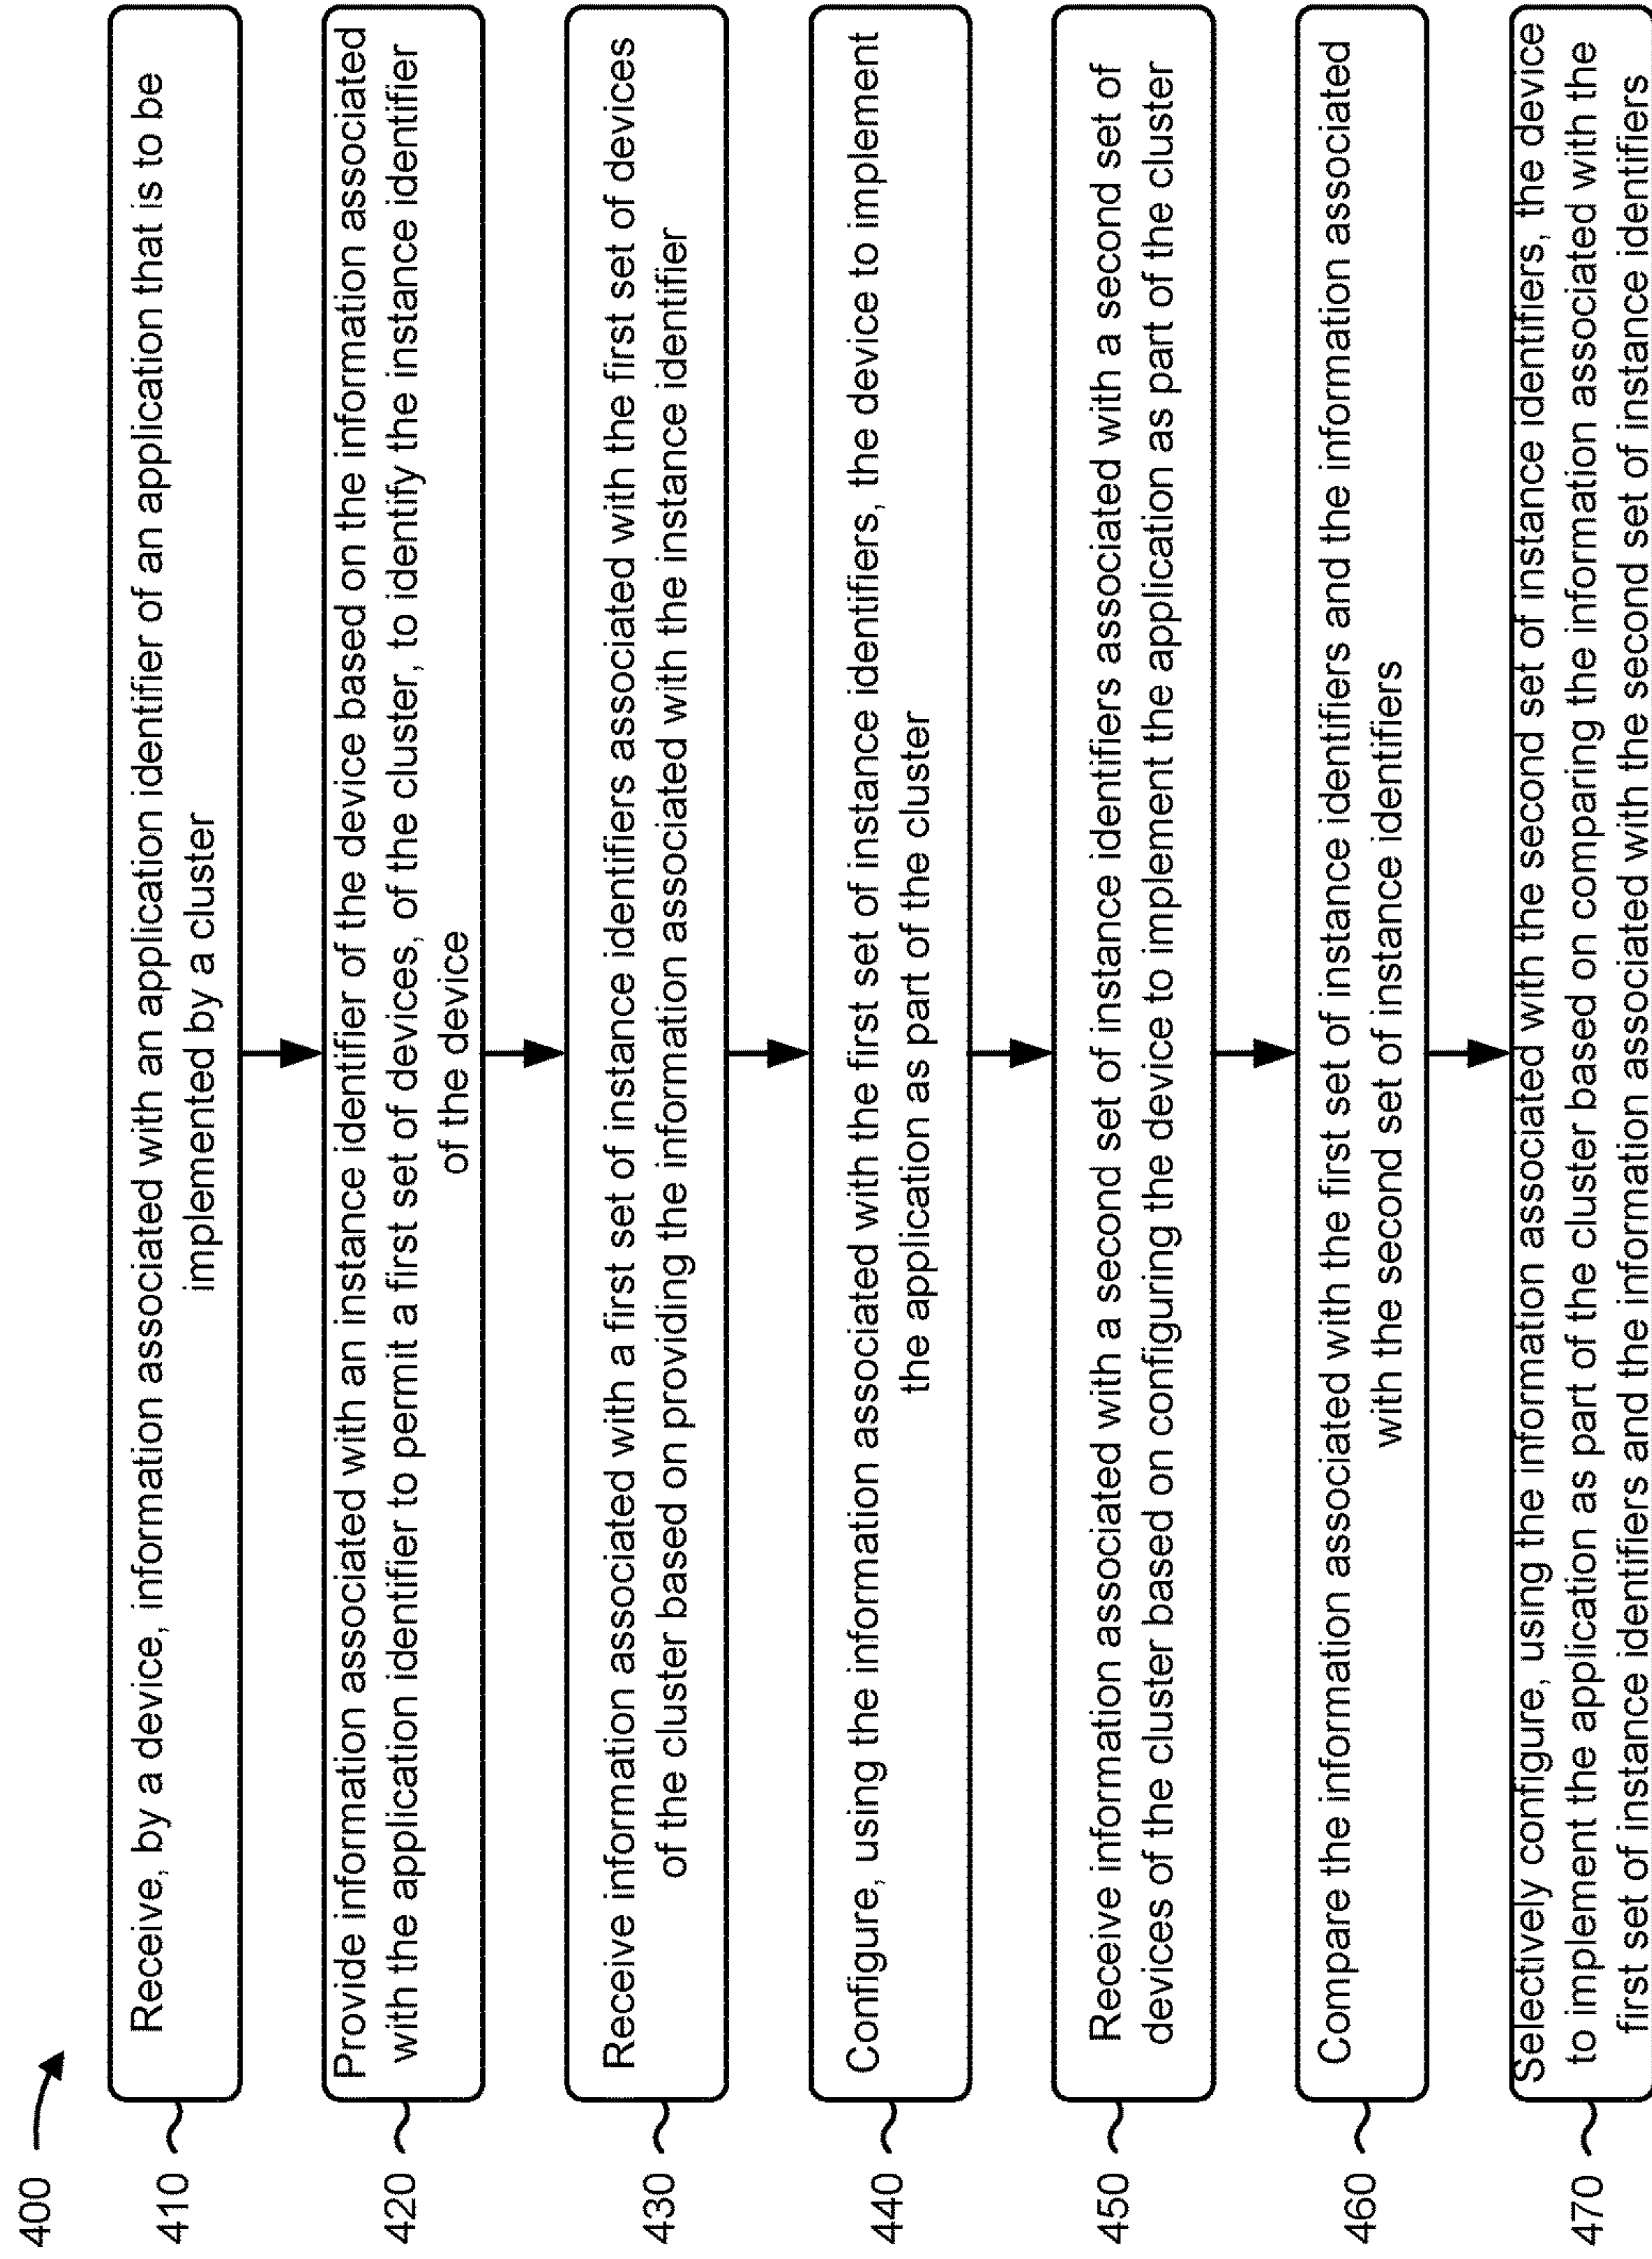 400
410
Receive, by a device, information associated with an application identifier of an application that is to be
implemented by a cluster
420
Provide information associated with an instance identifier of the device based on the information associated
with the application identifier to permit a first set of devices, of the cluster, to identify the instance identifier
of the device
430
Receive information associated with a first set of instance identifiers associated with the first set of devices
of the cluster based on providing the information associated with the instance identifier
440
Configure, using the information associated with the first set of instance identifiers, the device to implement
the application as part of the cluster
450
Receive information associated with a second set of instance identifiers associated with a second set of
devices of the cluster based on configuring the device to implement the application as part of the cluster
460
Compare the information associated with the first set of instance identifiers and the information associated
with the second set of instance identifiers
470
Selectively configure, using the information associated with the second set of instance identifiers, the device
to implement the application as part of the cluster based on comparing the information associated with the
first set of instance identifiers and the information associated with the second set of instance identifiers